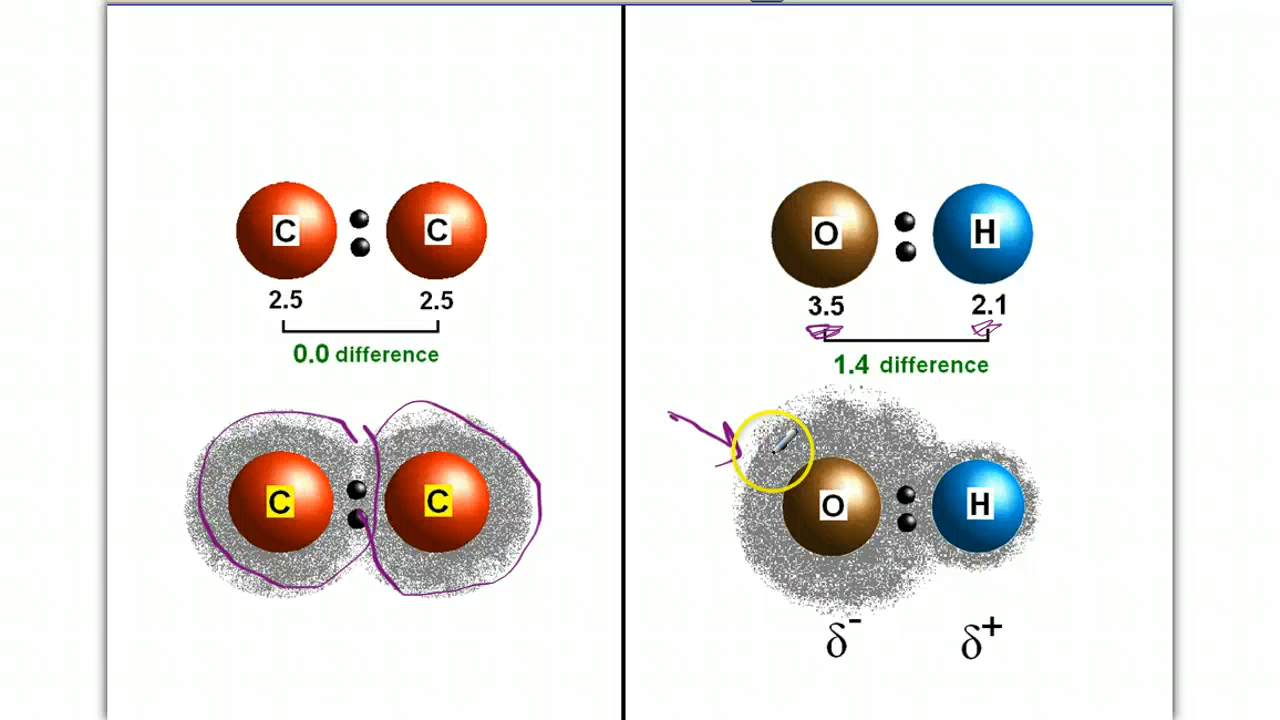 C C
2.5 2.5
0.0 difference
C C
O H
3.5 2.1
1.4 difference
O H
δ- δ+